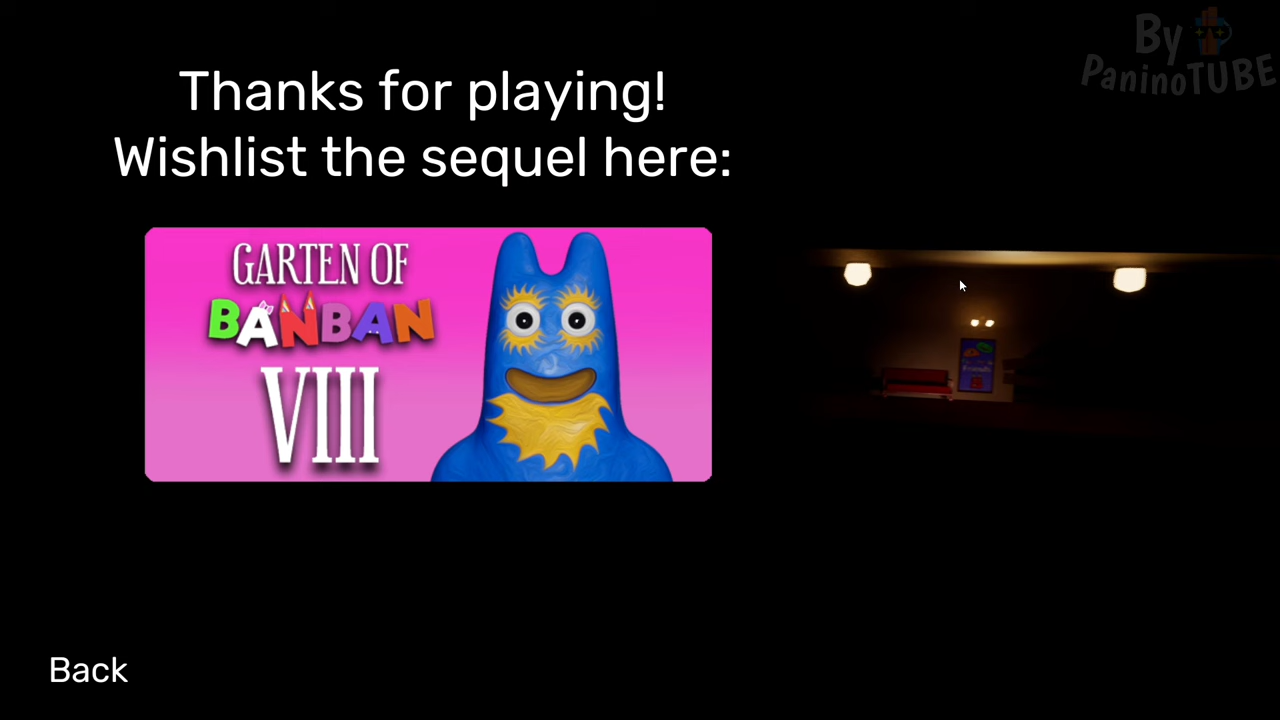 By
PaninoTUBE
Thanks for playing!
Wishlist the sequel here:
GARTEN OF
BANBAN
VIII
Back